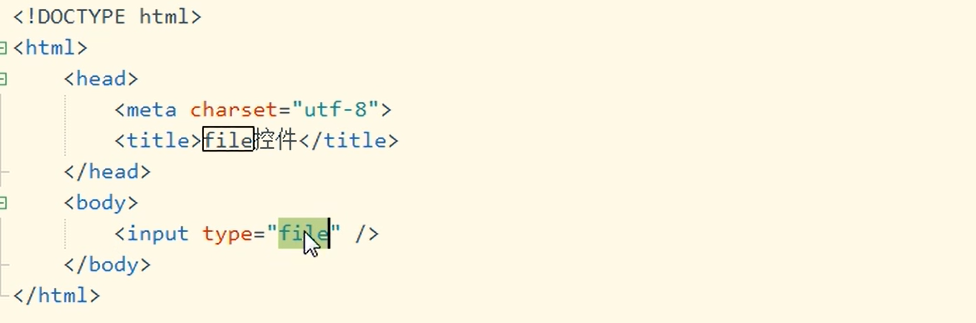 <!DOCTYPE html>
<html>
<head>
<meta charset="utf-8">
<title>file控件</title>
</head>
<body>
<input type="file" />
</body>
</html>